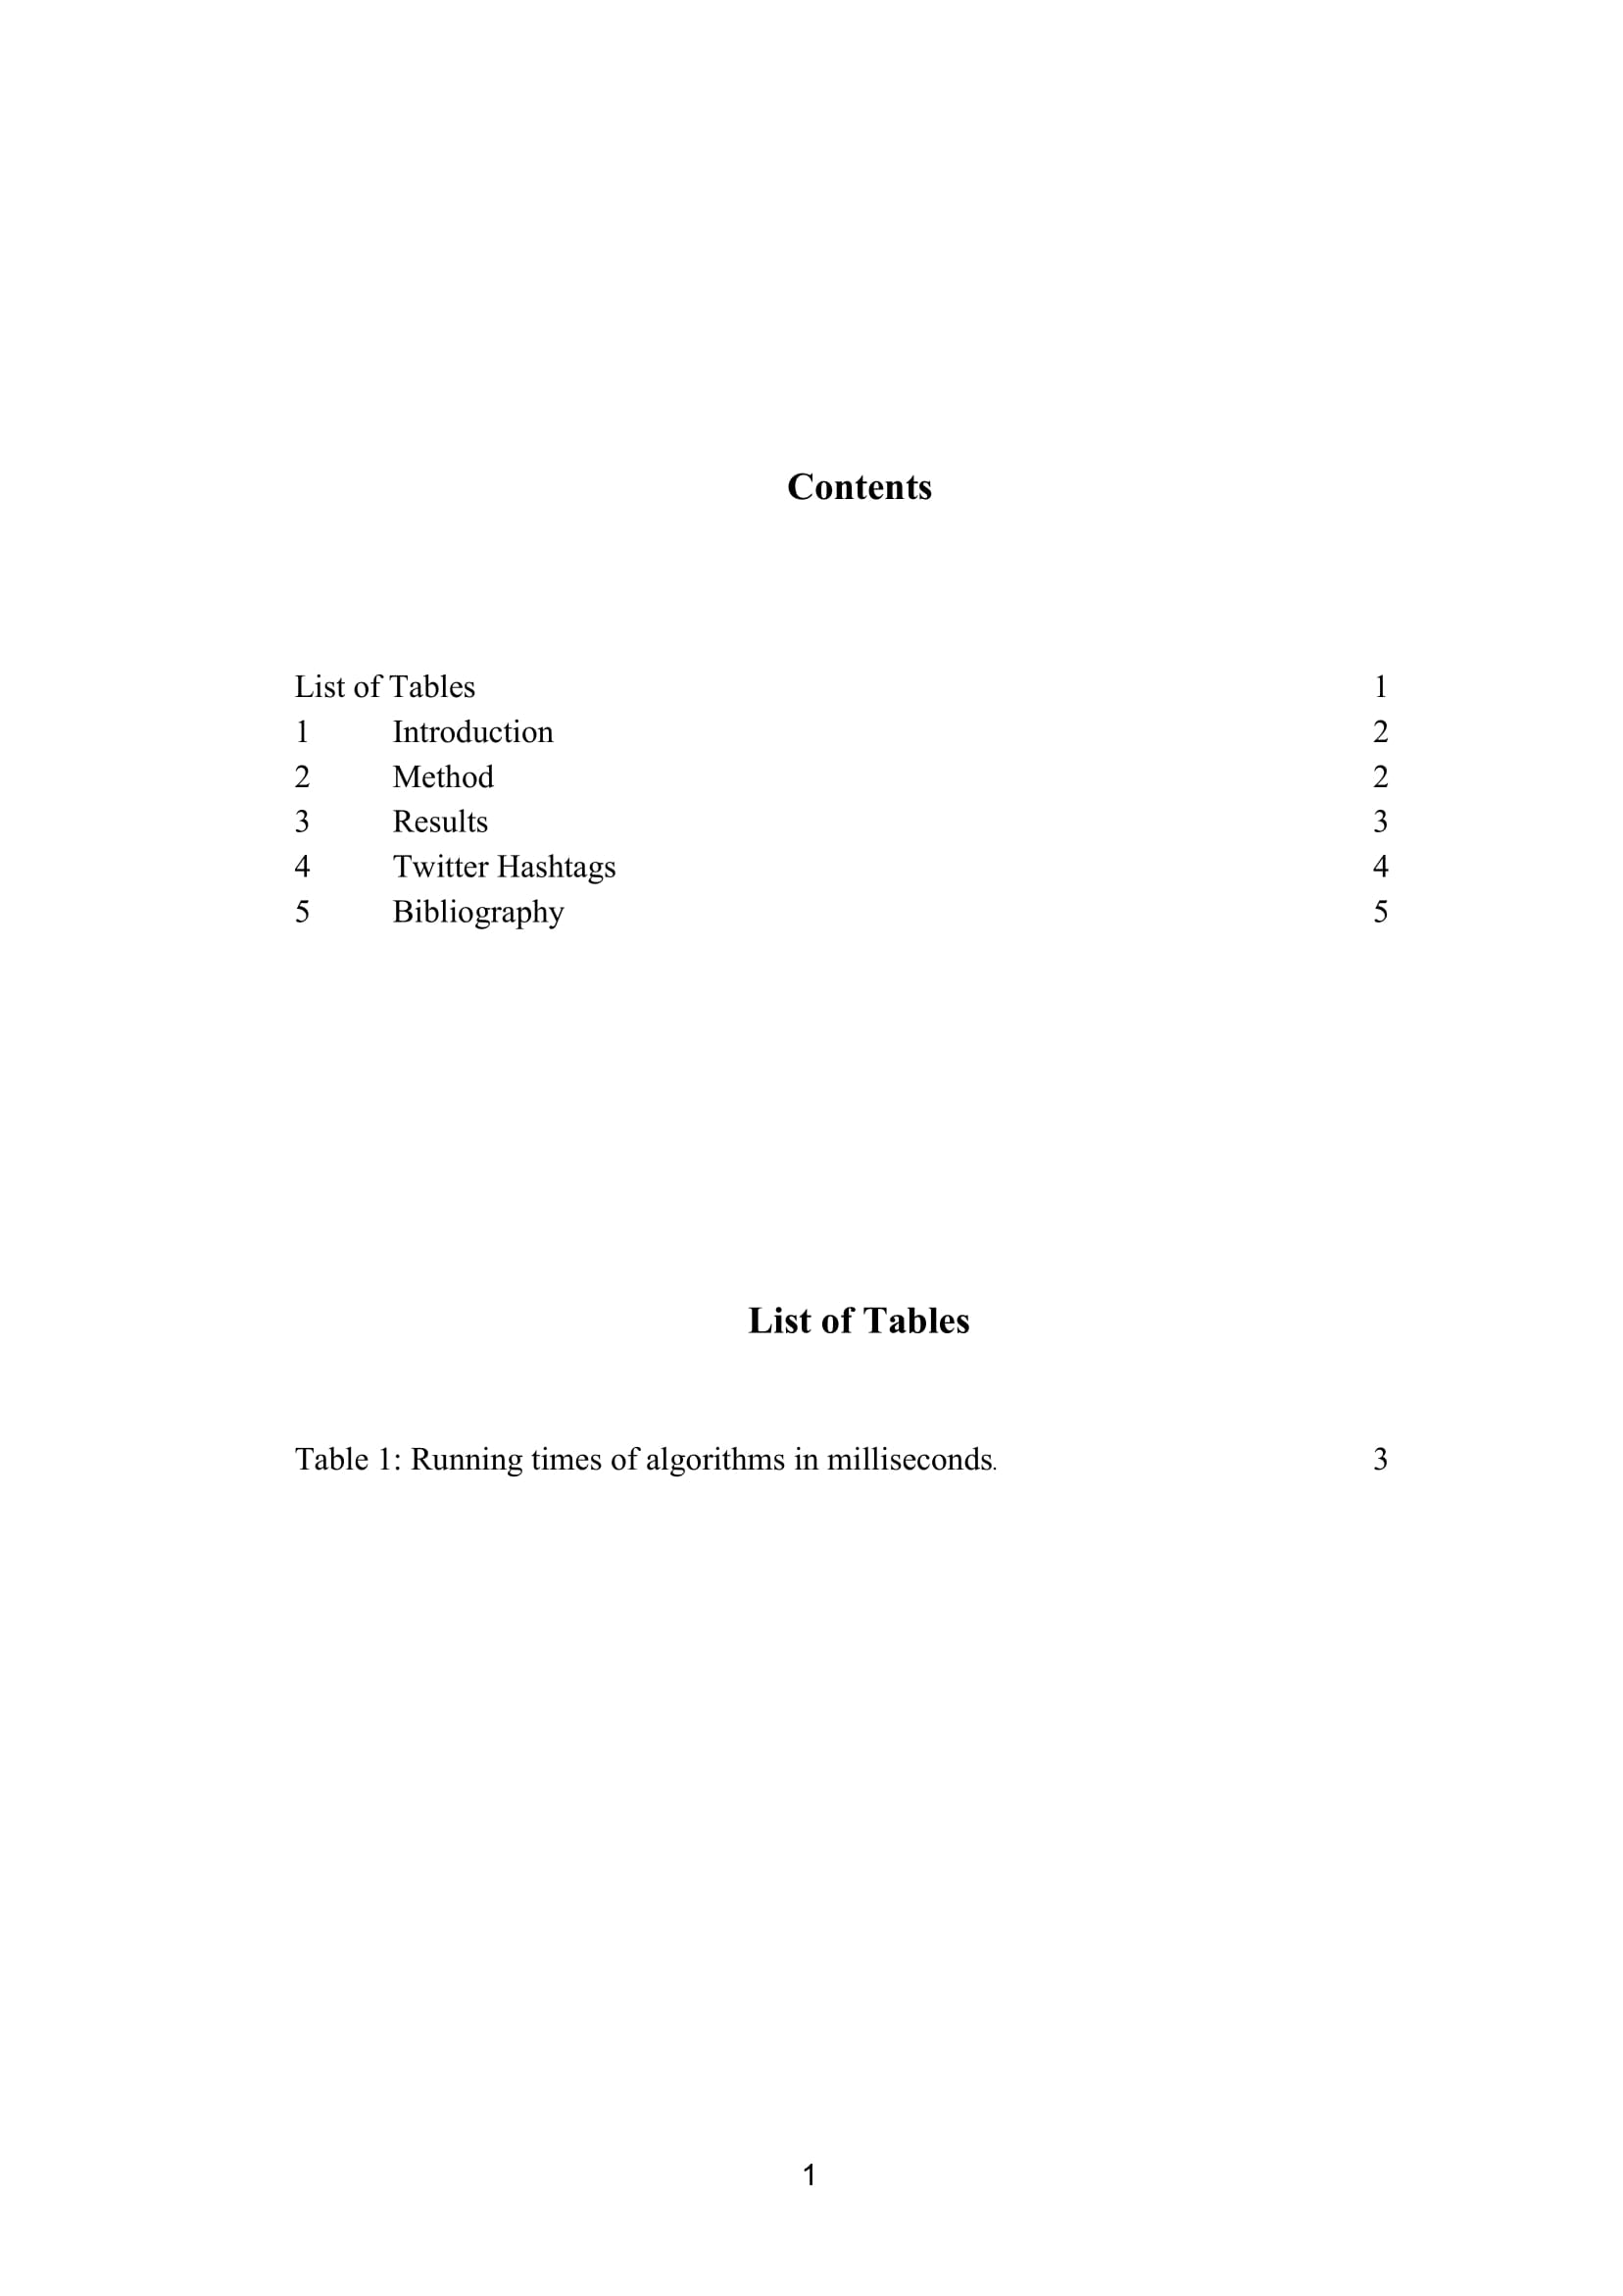 Contents
List of Tables 1
1 Introduction 2
2 Method 2
3 Results 3
4 Twitter Hashtags 4
5 Bibliography 5
List of Tables
Table 1: Running times of algorithms in milliseconds. 3
1